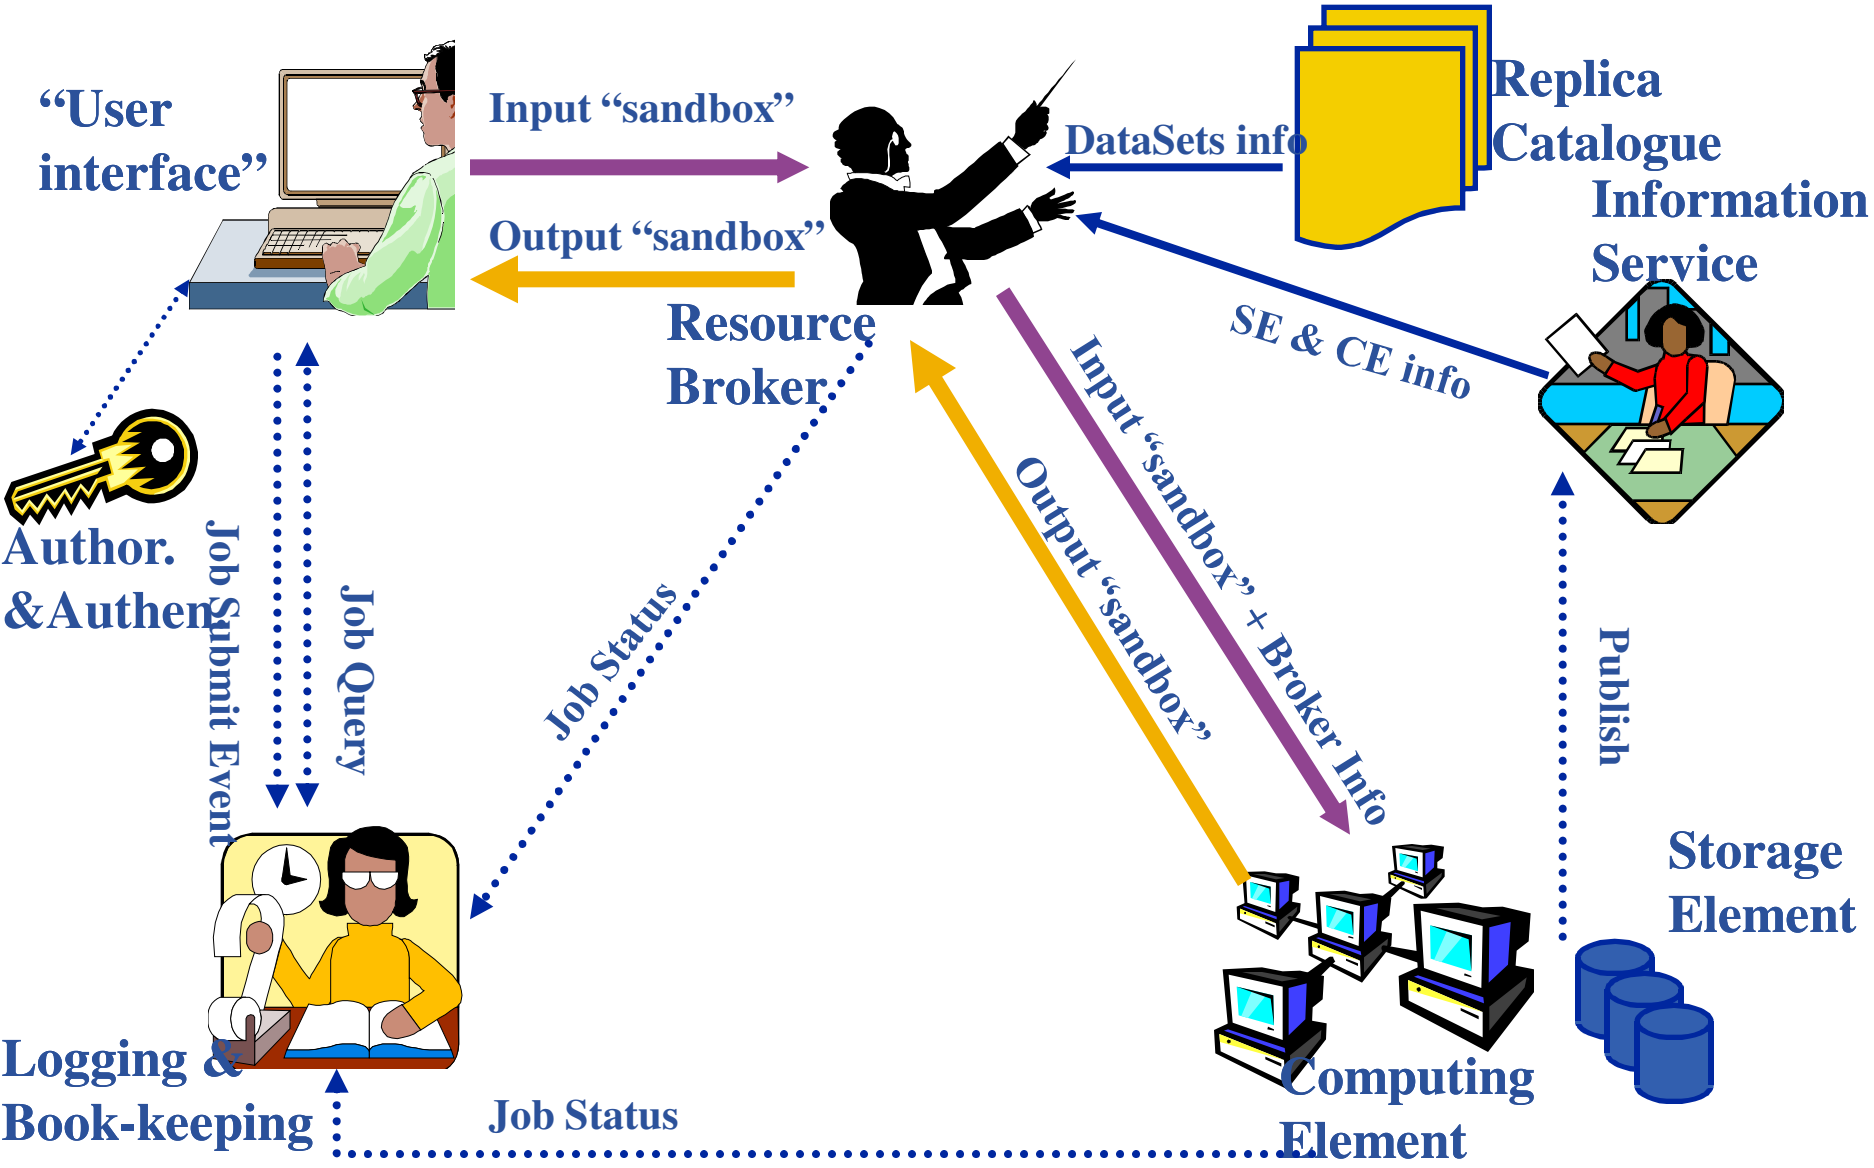 “User
interface”
Input “sandbox”
Output “sandbox”
DataSets info
Replica
Catalogue
Information
Service
Resource
Broker
SE & CE info
Author.
&Authen.
Job Submit Event
Job Query
Job Status
Output “sandbox”
Input “sandbox” + Broker Info
Publish
Storage
Element
Logging &
Book-keeping
Job Status
Computing
Element